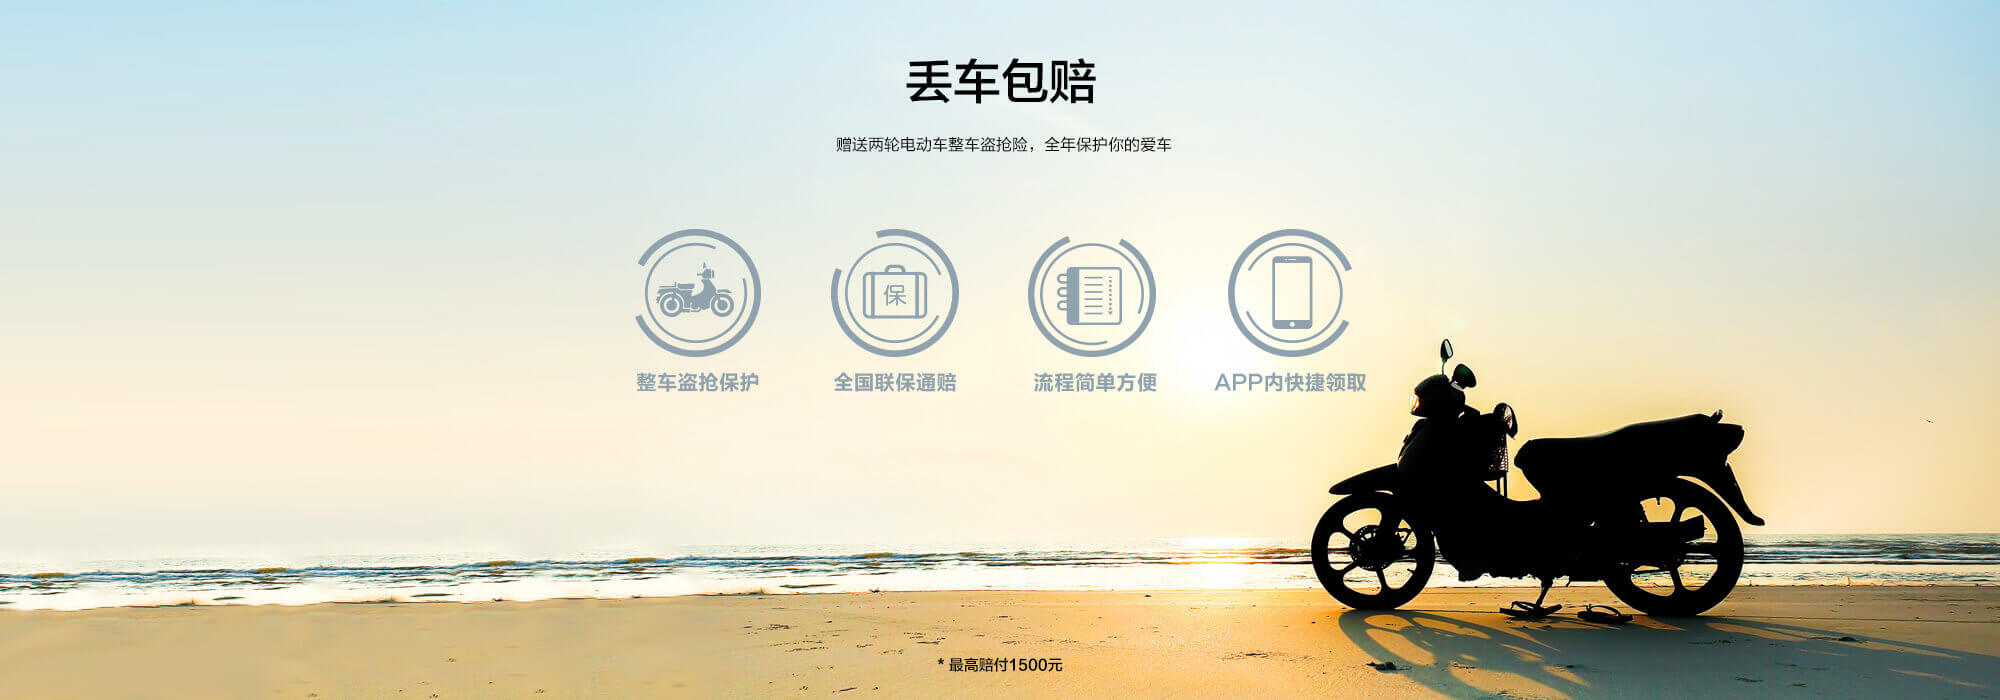 丢车包赔
赠送两轮电动车整车盗抢险，全年保护你的爱车
保
整车盗抢保护
全国联保通赔
流程简单方便
APP内快捷领取
* 最高赔付1500元